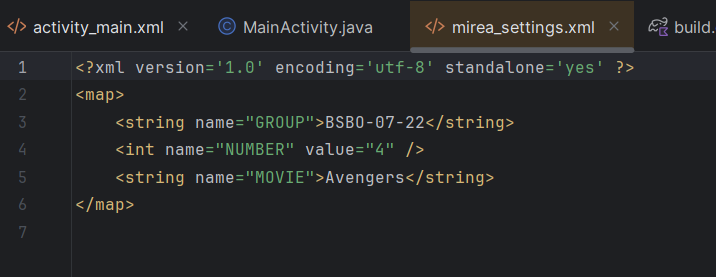 activity_main.xml MainActivity.java mirea_settings.xml build.
1 <?xml version='1.0' encoding='utf-8' standalone='yes' ?>
2 <map>
3 <string name="GROUP">BSBO-07-22</string>
4 <int name="NUMBER" value="4" />
5 <string name="MOVIE">Avengers</string>
6 </map>
7